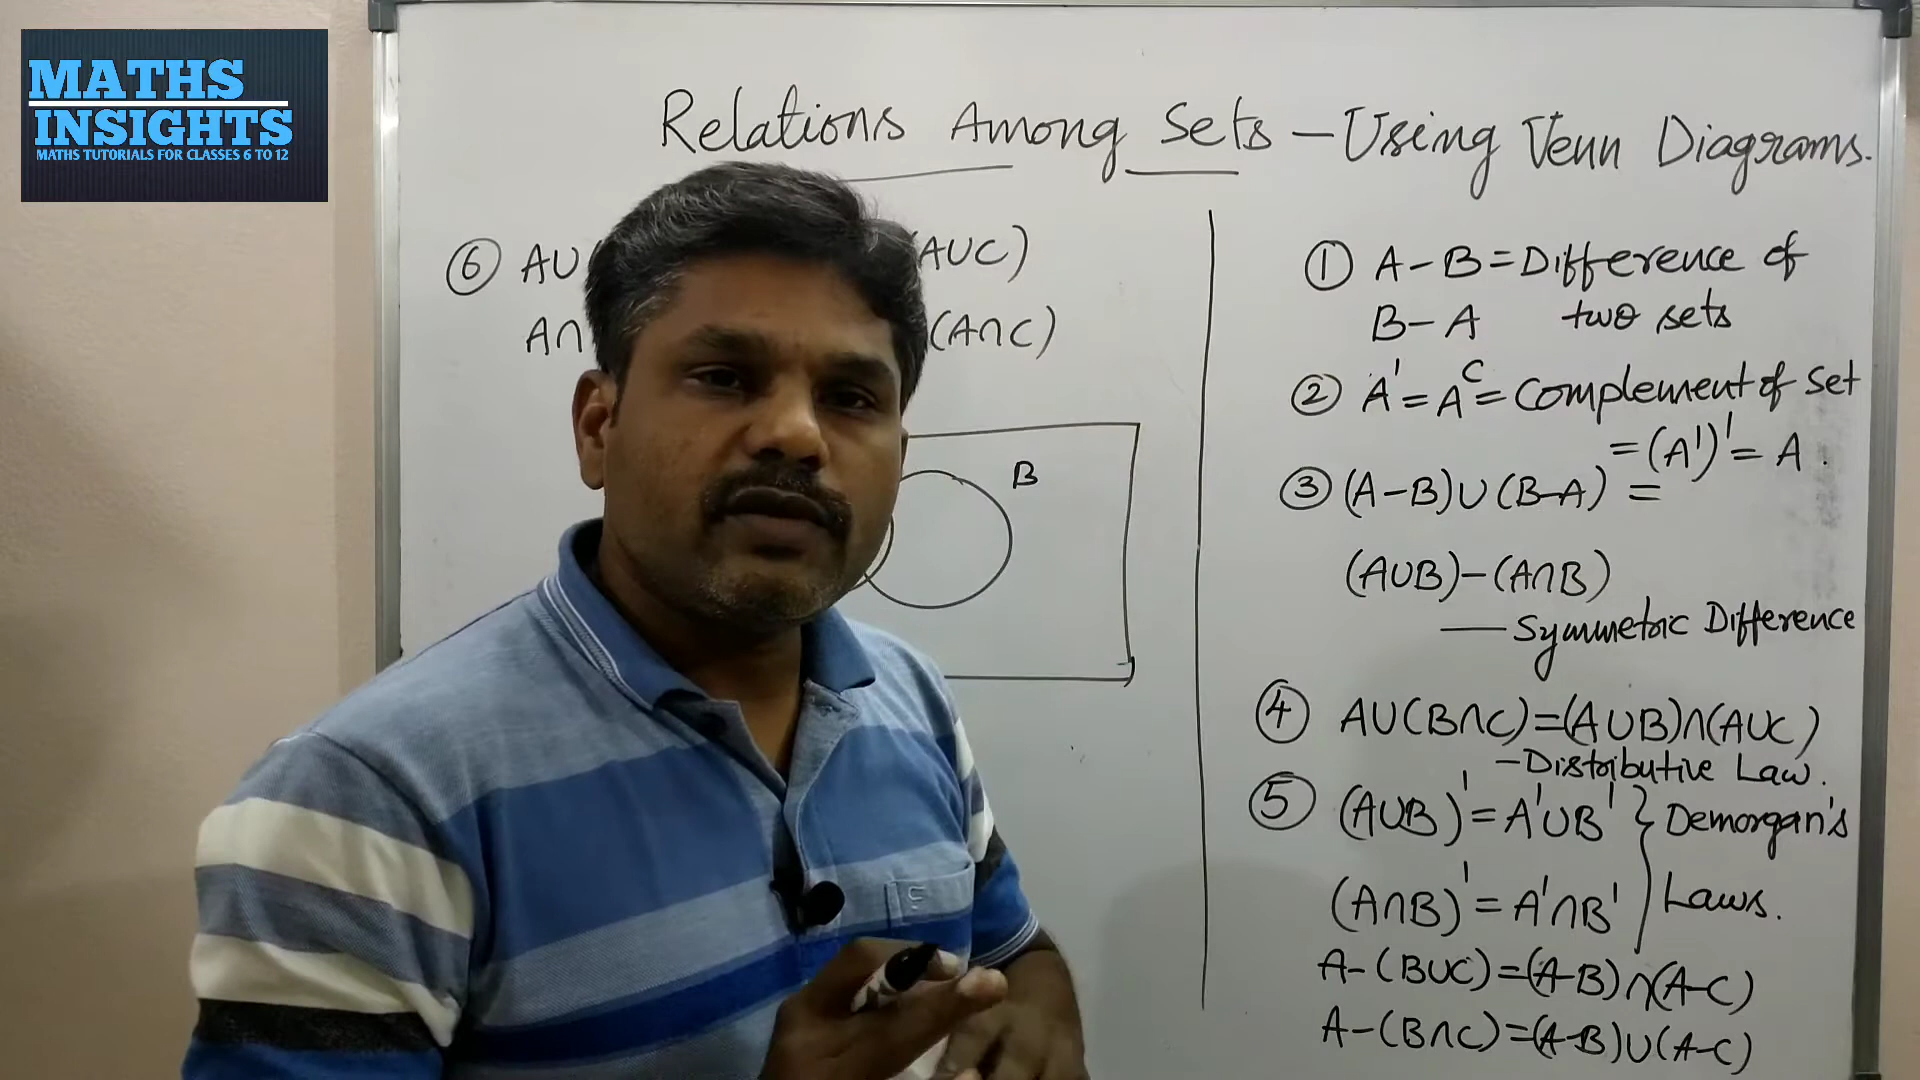 MATHS
INSIGHTS
MATHS TUTORIALS FOR CLASSES 6 TO 12
Relations Among Sets - Using Venn Diagrams.
⑥ AU AUC)
A∩ (A∩C)
B
① A-B = Difference of
B-A two sets
② A' = Aᶜ = Complement of Set
= (A')' = A.
③ (A-B)∪(B-A) =
(A∪B)-(A∩B)
— Symmetric Difference
④ A∪(B∩C)=(A∪B)∩(A∪C)
- Distributive Law.
⑤ (A∪B)' = A'∪B' } Demorgan's
(A∩B)' = A'∩B' Laws.
A-(B∪C)=(A-B)∩(A-C)
A-(B∩C)=(A-B)∪(A-C)